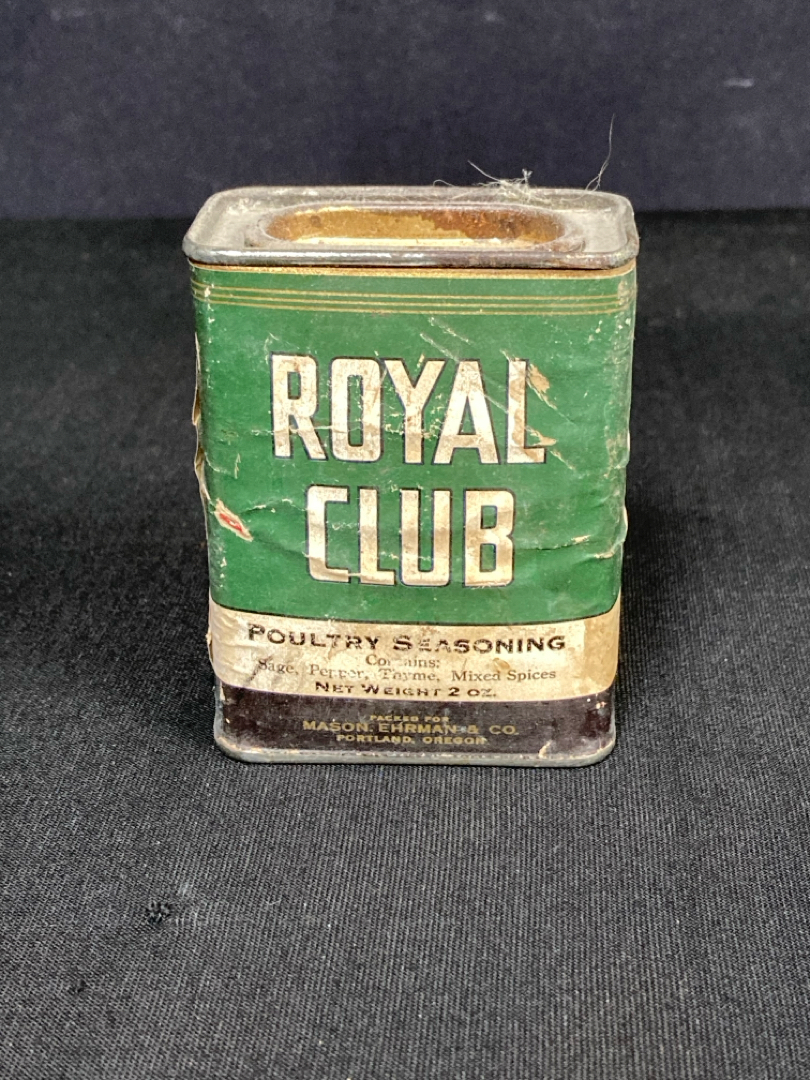 ROYAL
CLUB
POULTRY SEASONING
Contains:
Sage, Pepper, Thyme, Mixed Spices
NET WEIGHT 2 OZ.
PACKED FOR
MASON, EHRMAN & CO.
PORTLAND, OREGON